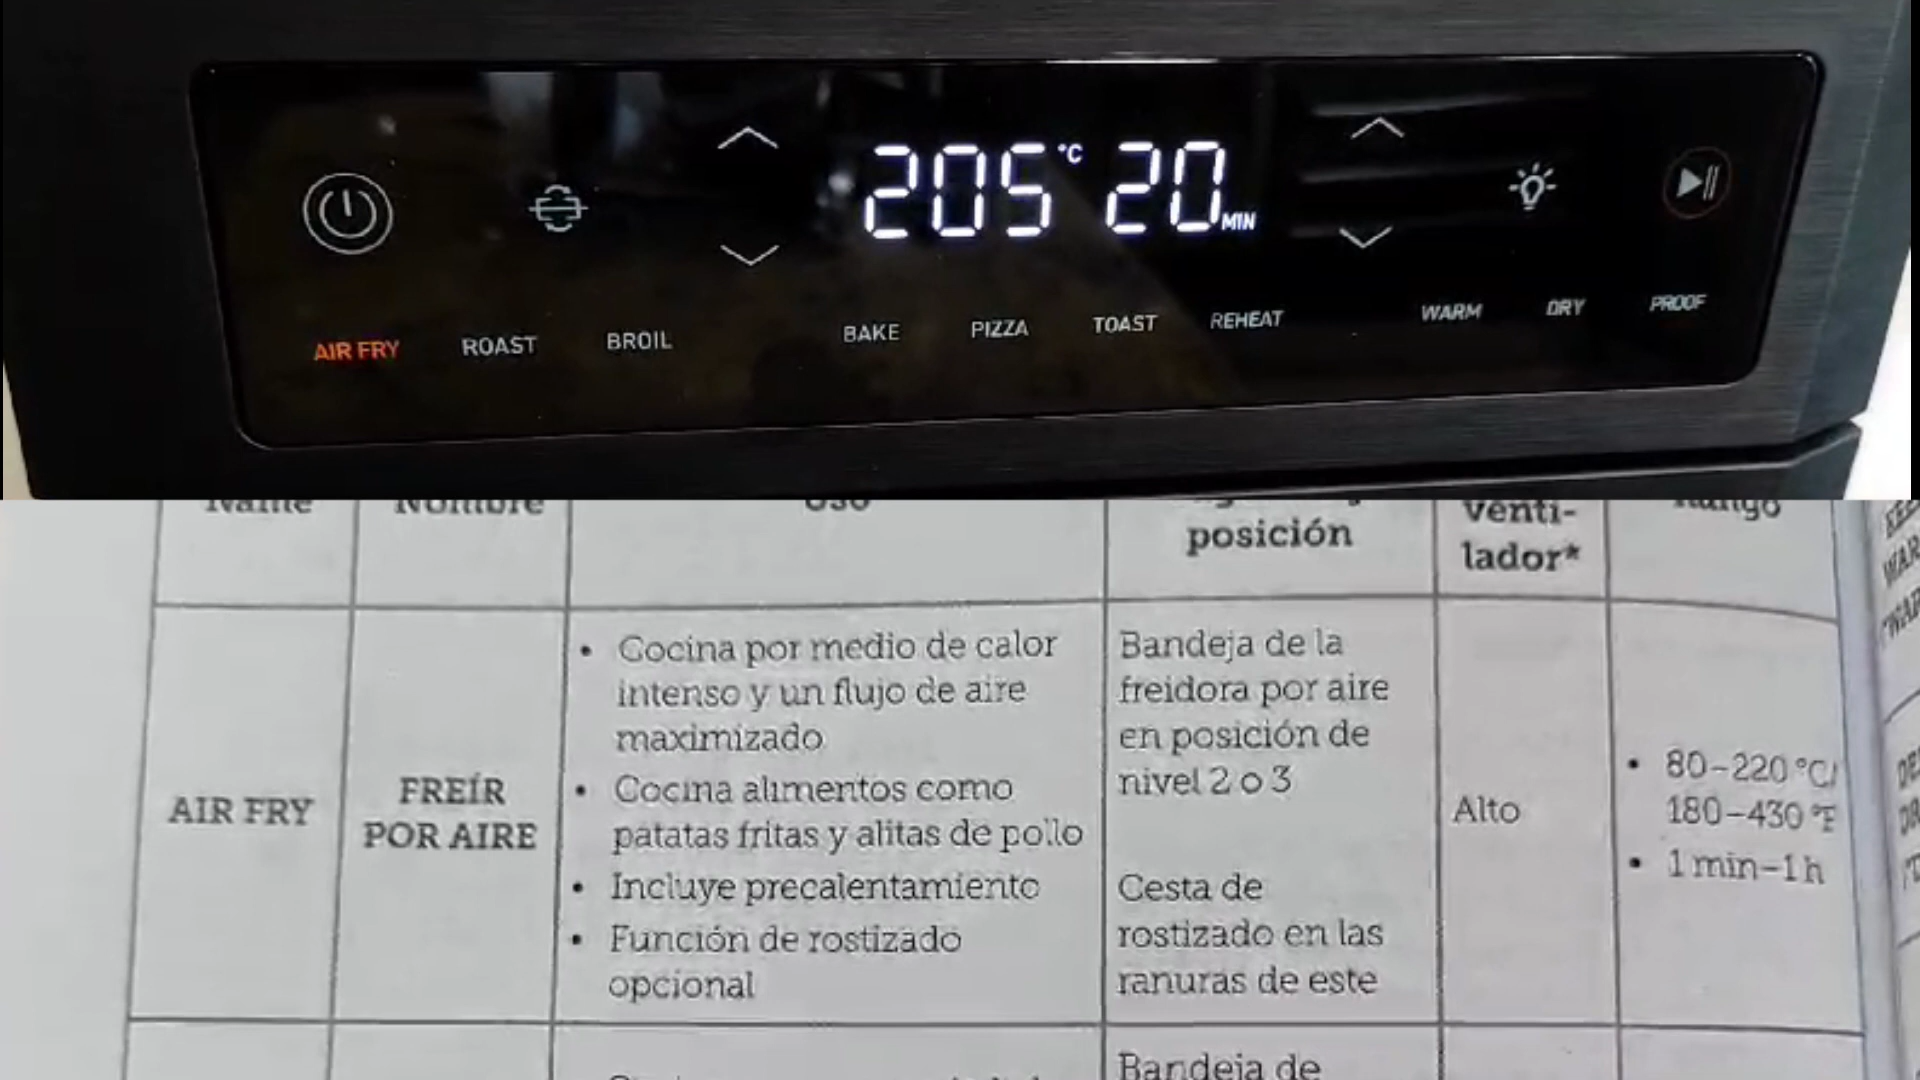 205 °C 20 MIN
AIR FRY ROAST BROIL BAKE PIZZA TOAST REHEAT WARM DRY PROOF
Name
Nombre
Uso
posición
venti-
lador*
Rango
AIR FRY
FREÍR
POR AIRE
• Cocina por medio de calor
intenso y un flujo de aire
maximizado
• Cocina alimentos como
patatas fritas y alitas de pollo
• Incluye precalentamiento
• Función de rostizado
opcional
Bandeja de la
freidora por aire
en posición de
nivel 2 o 3
Cesta de
rostizado en las
ranuras de este
Alto
• 80–220 °C/
180–430 °F
• 1 min–1 h
Bandeja de